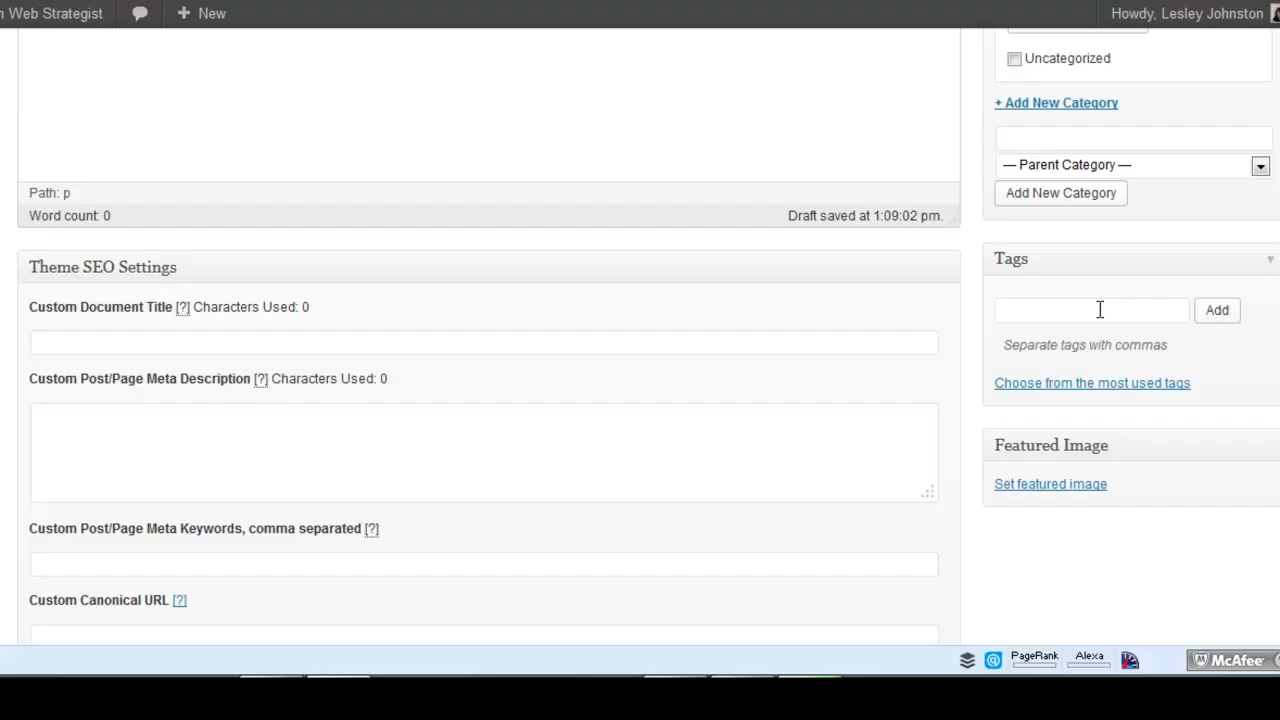 n Web Strategist
New
Howdy, Lesley Johnston
Uncategorized
+ Add New Category
— Parent Category —
Add New Category
Path: p
Word count: 0
Draft saved at 1:09:02 pm.
Tags
Add
Separate tags with commas
Choose from the most used tags
Featured Image
Set featured image
Theme SEO Settings
Custom Document Title [?] Characters Used: 0
Custom Post/Page Meta Description [?] Characters Used: 0
Custom Post/Page Meta Keywords, comma separated [?]
Custom Canonical URL [?]
PageRank
Alexa
McAfee